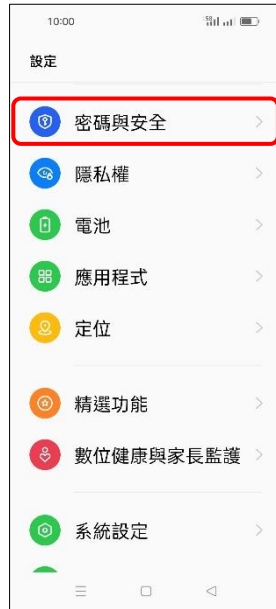 10:00
設定
密碼與安全
隱私權
電池
應用程式
定位
精選功能
數位健康與家長監護
系統設定